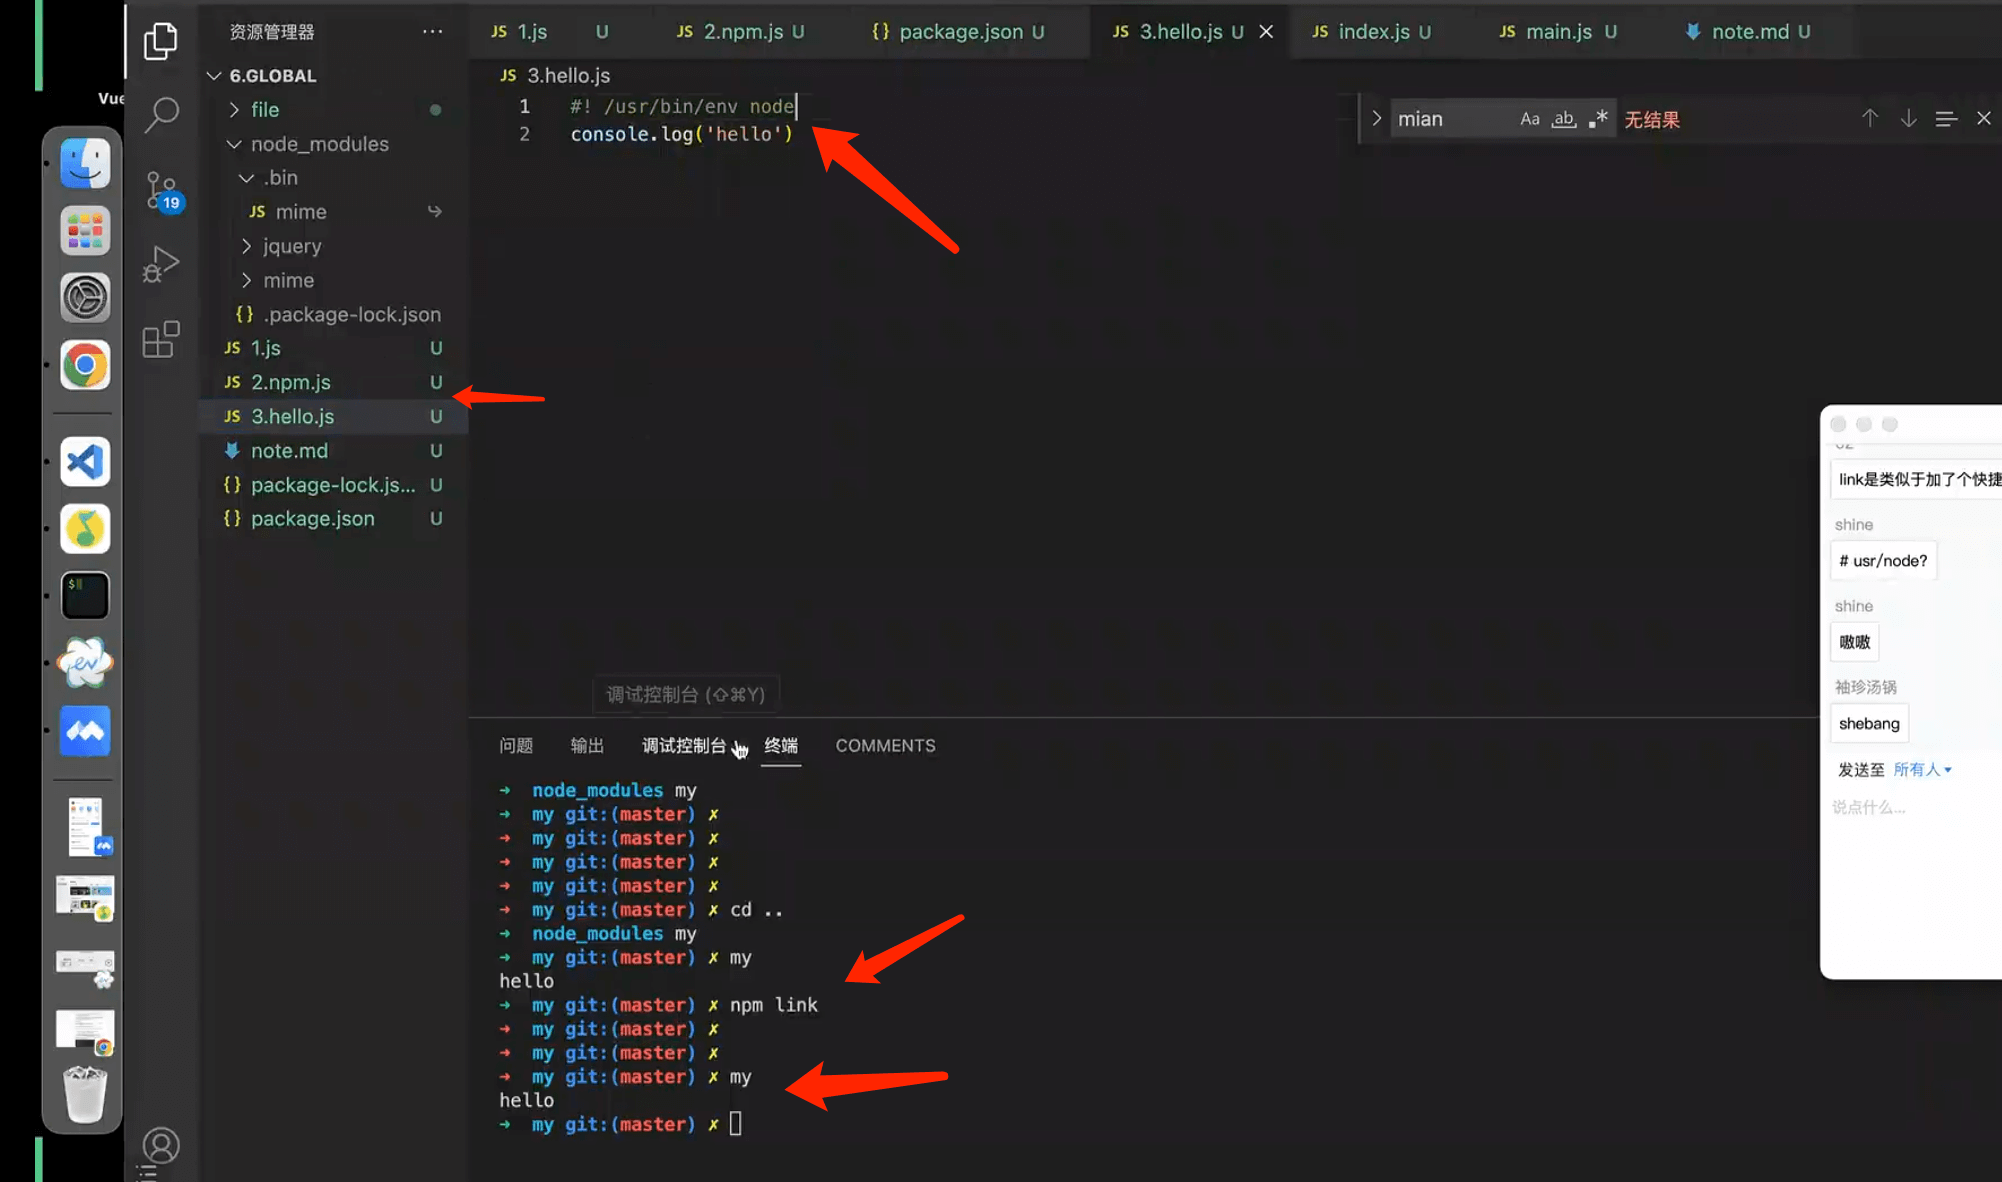 Vue
资源管理器
6.GLOBAL
file
node_modules
.bin
JS mime
jquery
mime
{} .package-lock.json
JS 1.js U
JS 2.npm.js U
JS 3.hello.js U
note.md U
{} package-lock.js... U
{} package.json U
19
JS 1.js U
JS 2.npm.js U
{} package.json U
JS 3.hello.js U
JS index.js U
JS main.js U
note.md U
JS 3.hello.js
1 #! /usr/bin/env node
2 console.log('hello')
mian Aa ab .* 无结果
调试控制台 (⇧⌘Y)
问题 输出 调试控制台 终端 COMMENTS
→ node_modules my
→ my git:(master) ✗
→ my git:(master) ✗
→ my git:(master) ✗
→ my git:(master) ✗
→ my git:(master) ✗ cd ..
→ node_modules my
→ my git:(master) ✗ my
hello
→ my git:(master) ✗ npm link
→ my git:(master) ✗
→ my git:(master) ✗
→ my git:(master) ✗ my
hello
→ my git:(master) ✗
link是类似于加了个快捷
shine
# usr/node?
shine
嗷嗷
袖珍汤锅
shebang
发送至 所有人
说点什么...